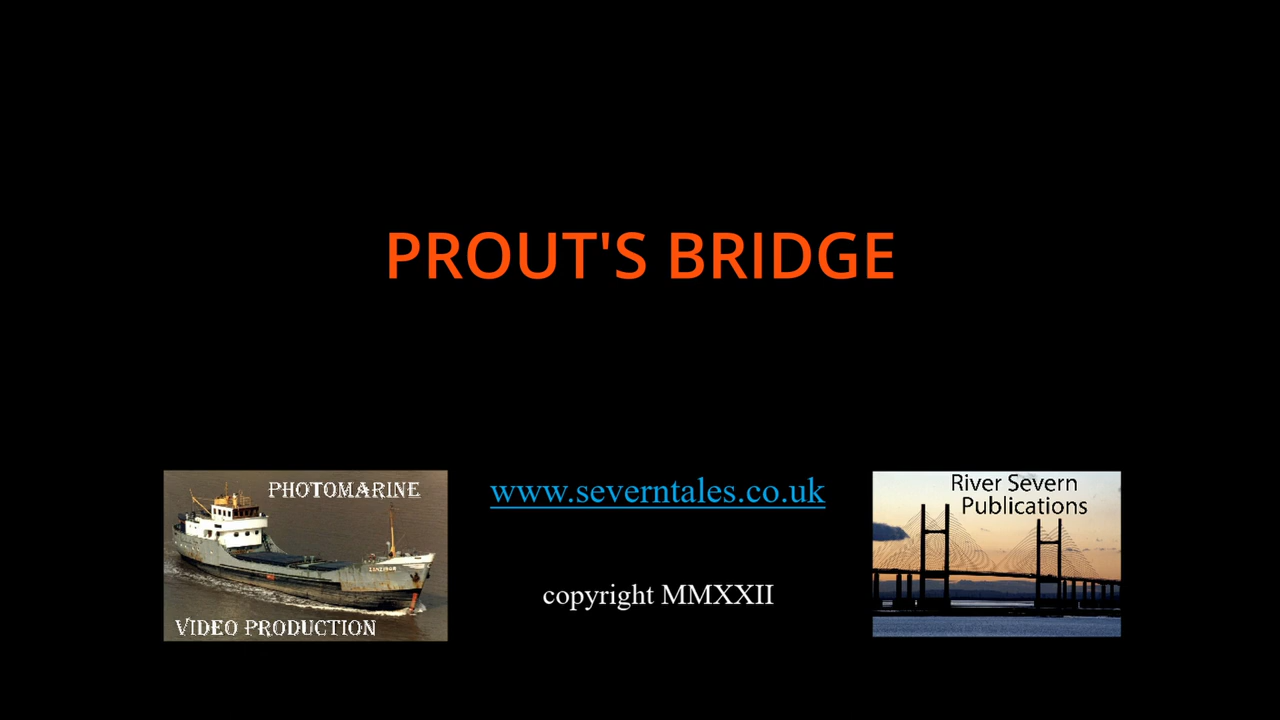 PROUT'S BRIDGE
PHOTOMARINE
VIDEO PRODUCTION
www.severntales.co.uk
copyright MMXXII
River Severn
Publications